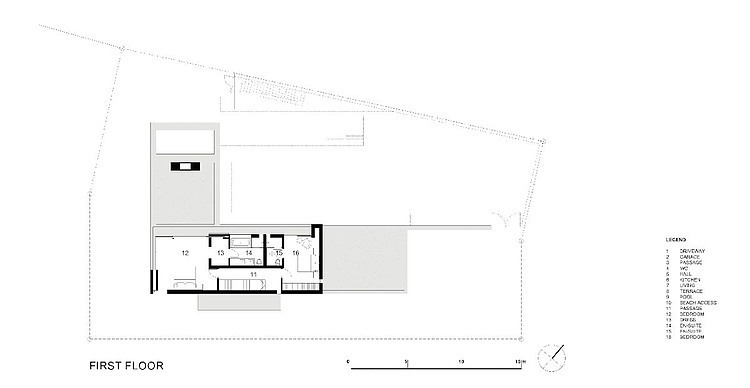 12
13
14
15
16
11
LEGEND
1 DRIVEWAY
2 GARAGE
3 PASSAGE
4 WC
5 HALL
6 KITCHEN
7 LIVING
8 TERRACE
9 POOL
10 BEACH ACCESS
11 PASSAGE
12 BEDROOM
13 DRESS
14 EN-SUITE
15 EN-SUITE
16 BEDROOM
FIRST FLOOR
0 5 10 15m